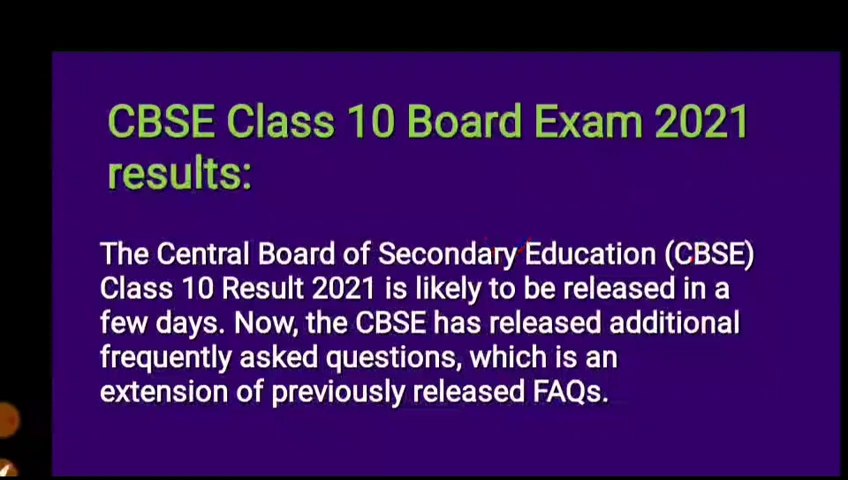 CBSE Class 10 Board Exam 2021
results:
The Central Board of Secondary Education (CBSE)
Class 10 Result 2021 is likely to be released in a
few days. Now, the CBSE has released additional
frequently asked questions, which is an
extension of previously released FAQs.